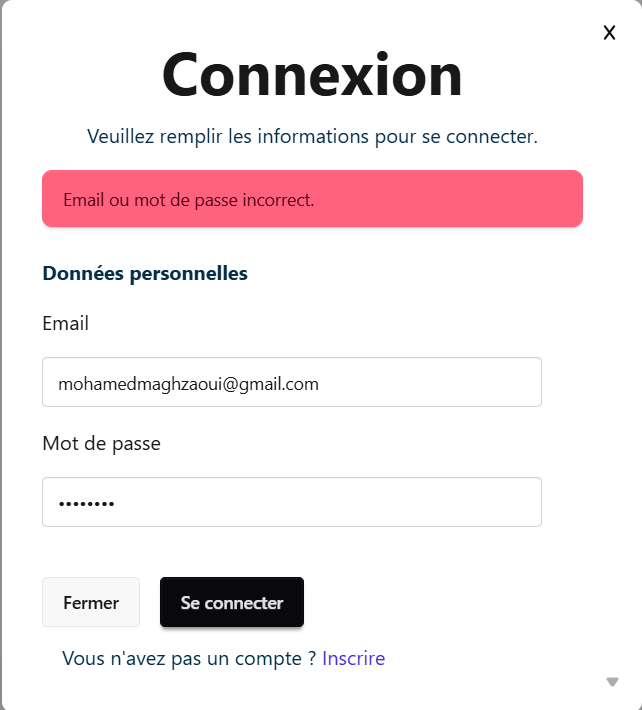 X
Connexion
Veuillez remplir les informations pour se connecter.
Email ou mot de passe incorrect.
Données personnelles
Email
mohamedmaghzaoui@gmail.com
Mot de passe
••••••••
Fermer Se connecter
Vous n'avez pas un compte ? Inscrire